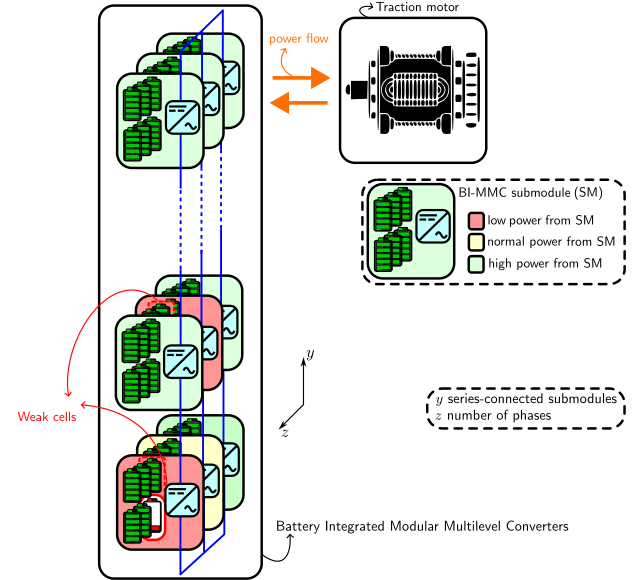 Traction motor
power flow
BI-MMC submodule (SM)
low power from SM
normal power from SM
high power from SM
y
z
Weak cells
y series-connected submodules
z number of phases
Battery Integrated Modular Multilevel Converters